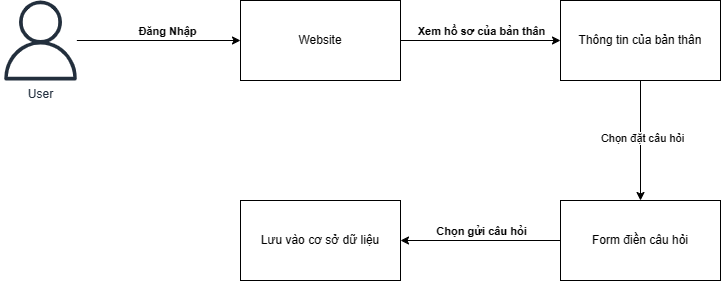 Đăng Nhập
Website
Xem hồ sơ của bản thân
Thông tin của bản thân
User
Chọn đặt câu hỏi
Lưu vào cơ sở dữ liệu
Chọn gửi câu hỏi
Form điền câu hỏi